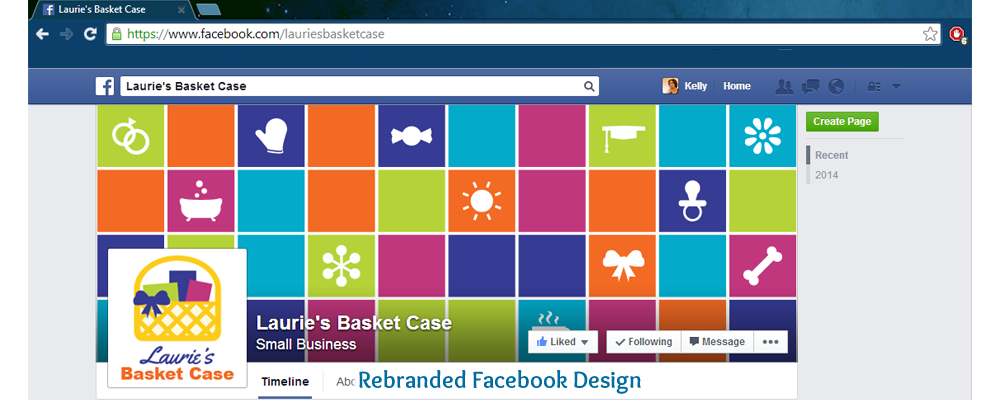 Laurie's Basket Case
https://www.facebook.com/lauriesbasketcase
Laurie's Basket Case
Kelly
Home
Create Page
Recent
2014
Laurie's Basket Case
Small Business
Liked
Following
Message
Laurie's
Basket Case
Timeline
Rebranded Facebook Design